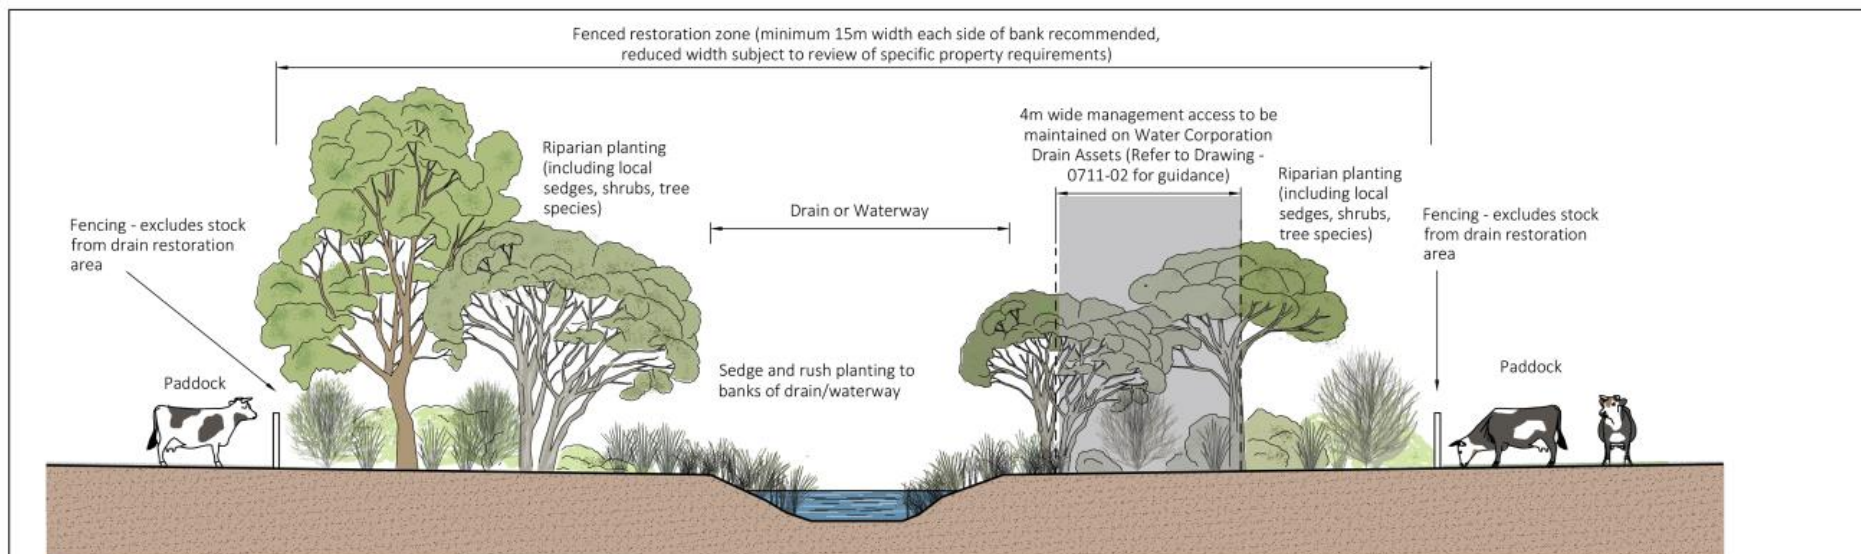 Fenced restoration zone (minimum 15m width each side of bank recommended,
reduced width subject to review of specific property requirements)
4m wide management access to be
maintained on Water Corporation
Drain Assets (Refer to Drawing -
0711-02 for guidance)
Riparian planting
(including local
sedges, shrubs, tree
species)
Riparian planting
(including local
sedges, shrubs,
tree species)
Drain or Waterway
Fencing - excludes stock
from drain restoration
area
Fencing - excludes stock
from drain restoration
area
Sedge and rush planting to
banks of drain/waterway
Paddock
Paddock